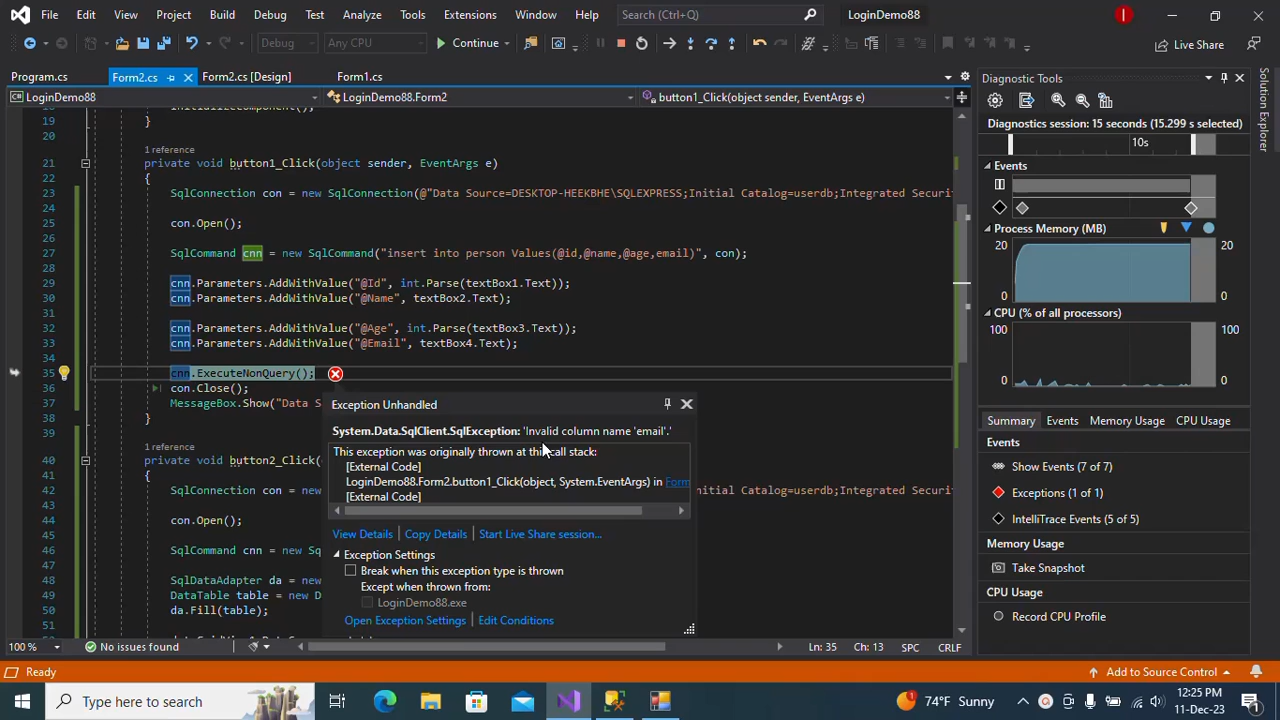 File Edit View Git Project Build Debug Test Analyze Tools Extensions Window Help Search (Ctrl+Q) LoginDemo88
Debug Any CPU Continue Live Share
Program.cs Form2.cs Form2.cs [Design] Form1.cs
LoginDemo88 LoginDemo88.Form2 button1_Click(object sender, EventArgs e)
19 }
20
1 reference
21 private void button1_Click(object sender, EventArgs e)
22 {
23 SqlConnection con = new SqlConnection(@"Data Source=DESKTOP-HEEKBHE\SQLEXPRESS;Initial Catalog=userdb;Integrated Securit
24
25 con.Open();
26
27 SqlCommand cnn = new SqlCommand("insert into person Values(@id,@name,@age,email)", con);
28
29 cnn.Parameters.AddWithValue("@Id", int.Parse(textBox1.Text));
30 cnn.Parameters.AddWithValue("@Name", textBox2.Text);
31
32 cnn.Parameters.AddWithValue("@Age", int.Parse(textBox3.Text));
33 cnn.Parameters.AddWithValue("@Email", textBox4.Text);
34
35 cnn.ExecuteNonQuery();
36 con.Close();
37 MessageBox.Show("Data S
38 }
39
1 reference
40 private void button2_Click(
41 {
42 SqlConnection con = new Sql nitial Catalog=userdb;Integrated Securit
43
44 con.Open();
45
46 SqlCommand cnn = new SqlCom
47
48 SqlDataAdapter da = new
49 DataTable table = new D
50 da.Fill(table);
51
Exception Unhandled
System.Data.SqlClient.SqlException: 'Invalid column name 'email'.'
This exception was originally thrown at this call stack:
[External Code]
LoginDemo88.Form2.button1_Click(object, System.EventArgs) in Form
[External Code]
View Details Copy Details Start Live Share session...
Exception Settings
Break when this exception type is thrown
Except when thrown from:
LoginDemo88.exe
Open Exception Settings Edit Conditions
100 % No issues found Ln: 35 Ch: 13 SPC CRLF
Diagnostic Tools
Diagnostics session: 15 seconds (15.299 s selected)
10s
Events
Process Memory (MB)
20 20
0 0
CPU (% of all processors)
100 100
0 0
Summary Events Memory Usage CPU Usage
Events
Show Events (7 of 7)
Exceptions (1 of 1)
IntelliTrace Events (5 of 5)
Memory Usage
Take Snapshot
CPU Usage
Record CPU Profile
Solution Explorer
Ready Add to Source Control
Type here to search 74°F Sunny 12:25 PM
11-Dec-23